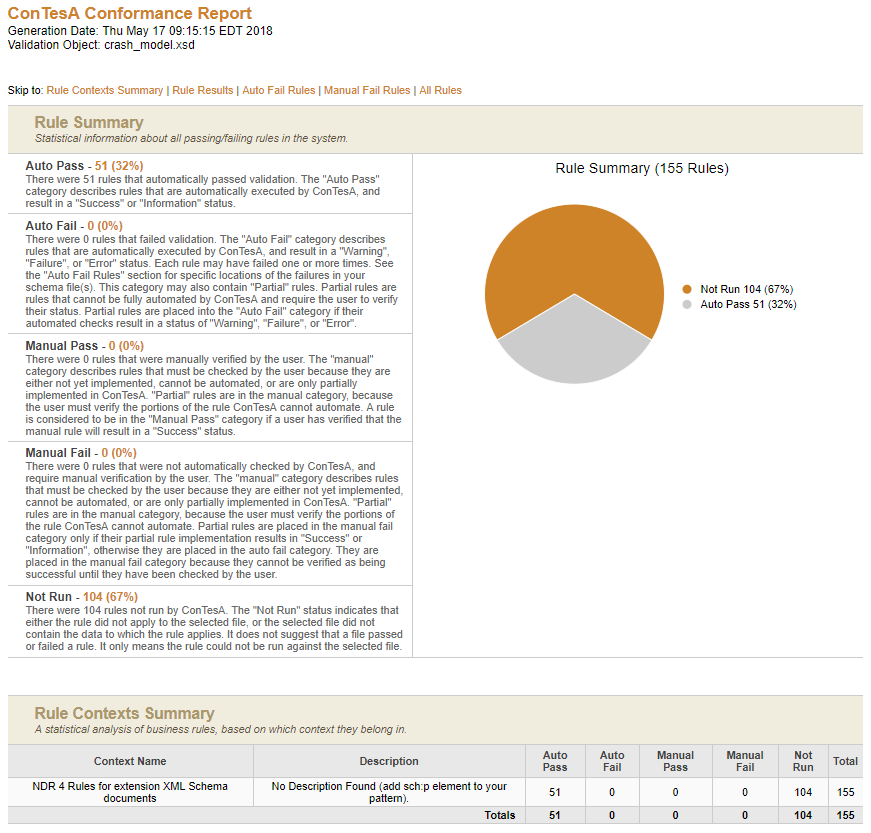 ConTesA Conformance Report
Generation Date: Thu May 17 09:15:15 EDT 2018
Validation Object: crash_model.xsd
Skip to: Rule Contexts Summary | Rule Results | Auto Fail Rules | Manual Fail Rules | All Rules
Rule Summary
Statistical information about all passing/failing rules in the system.
Auto Pass - 51 (32%)
There were 51 rules that automatically passed validation. The "Auto Pass"
category describes rules that are automatically executed by ConTesA, and
result in a "Success" or "Information" status.
Auto Fail - 0 (0%)
There were 0 rules that failed validation. The "Auto Fail" category describes
rules that are automatically executed by ConTesA, and result in a "Warning",
"Failure", or "Error" status. Each rule may have failed one or more times. See
the "Auto Fail Rules" section for specific locations of the failures in your
schema file(s). This category may also contain "Partial" rules. Partial rules are
rules that cannot be fully automated by ConTesA and require the user to verify
their status. Partial rules are placed into the "Auto Fail" category if their
automated checks result in a status of "Warning", "Failure", or "Error".
Manual Pass - 0 (0%)
There were 0 rules that were manually verified by the user. The "manual"
category describes rules that must be checked by the user because they are
either not yet implemented, cannot be automated, or are only partially
implemented in ConTesA. "Partial" rules are in the manual category, because
the user must verify the portions of the rule ConTesA cannot automate. A rule
is considered to be in the "Manual Pass" category if a user has verified that the
manual rule will result in a "Success" status.
Manual Fail - 0 (0%)
There were 0 rules that were not automatically checked by ConTesA, and
require manual verification by the user. The "manual" category describes rules
that must be checked by the user because they are either not yet implemented,
cannot be automated, or are only partially implemented in ConTesA. "Partial"
rules are in the manual category, because the user must verify the portions of
the rule ConTesA cannot automate. Partial rules are placed in the manual fail
category only if their partial rule implementation results in "Success" or
"Information", otherwise they are placed in the auto fail category. They are
placed in the manual fail category because they cannot be verified as being
successful until they have been checked by the user.
Not Run - 104 (67%)
There were 104 rules not run by ConTesA. The "Not Run" status indicates that
either the rule did not apply to the selected file, or the selected file did not
contain the data to which the rule applies. It does not suggest that a file passed
or failed a rule. It only means the rule could not be run against the selected file.
Rule Summary (155 Rules)
Not Run 104 (67%)
Auto Pass 51 (32%)
Rule Contexts Summary
A statistical analysis of business rules, based on which context they belong in.
Context Name Description Auto Pass Auto Fail Manual Pass Manual Fail Not Run Total
NDR 4 Rules for extension XML Schema documents No Description Found (add sch:p element to your pattern). 51 0 0 0 104 155
Totals 51 0 0 0 104 155